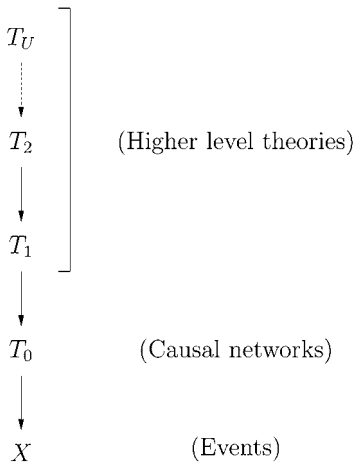 T_U
T_2 (Higher level theories)
T_1
T_0 (Causal networks)
X (Events)